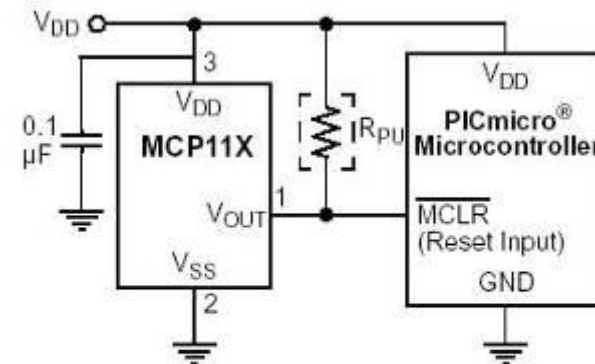 VDD
3
VDD
0.1
µF
MCP11X
RPU
VDD
PICmicro®
Microcontroller
1
VOUT
MCLR
(Reset Input)
VSS
2
GND